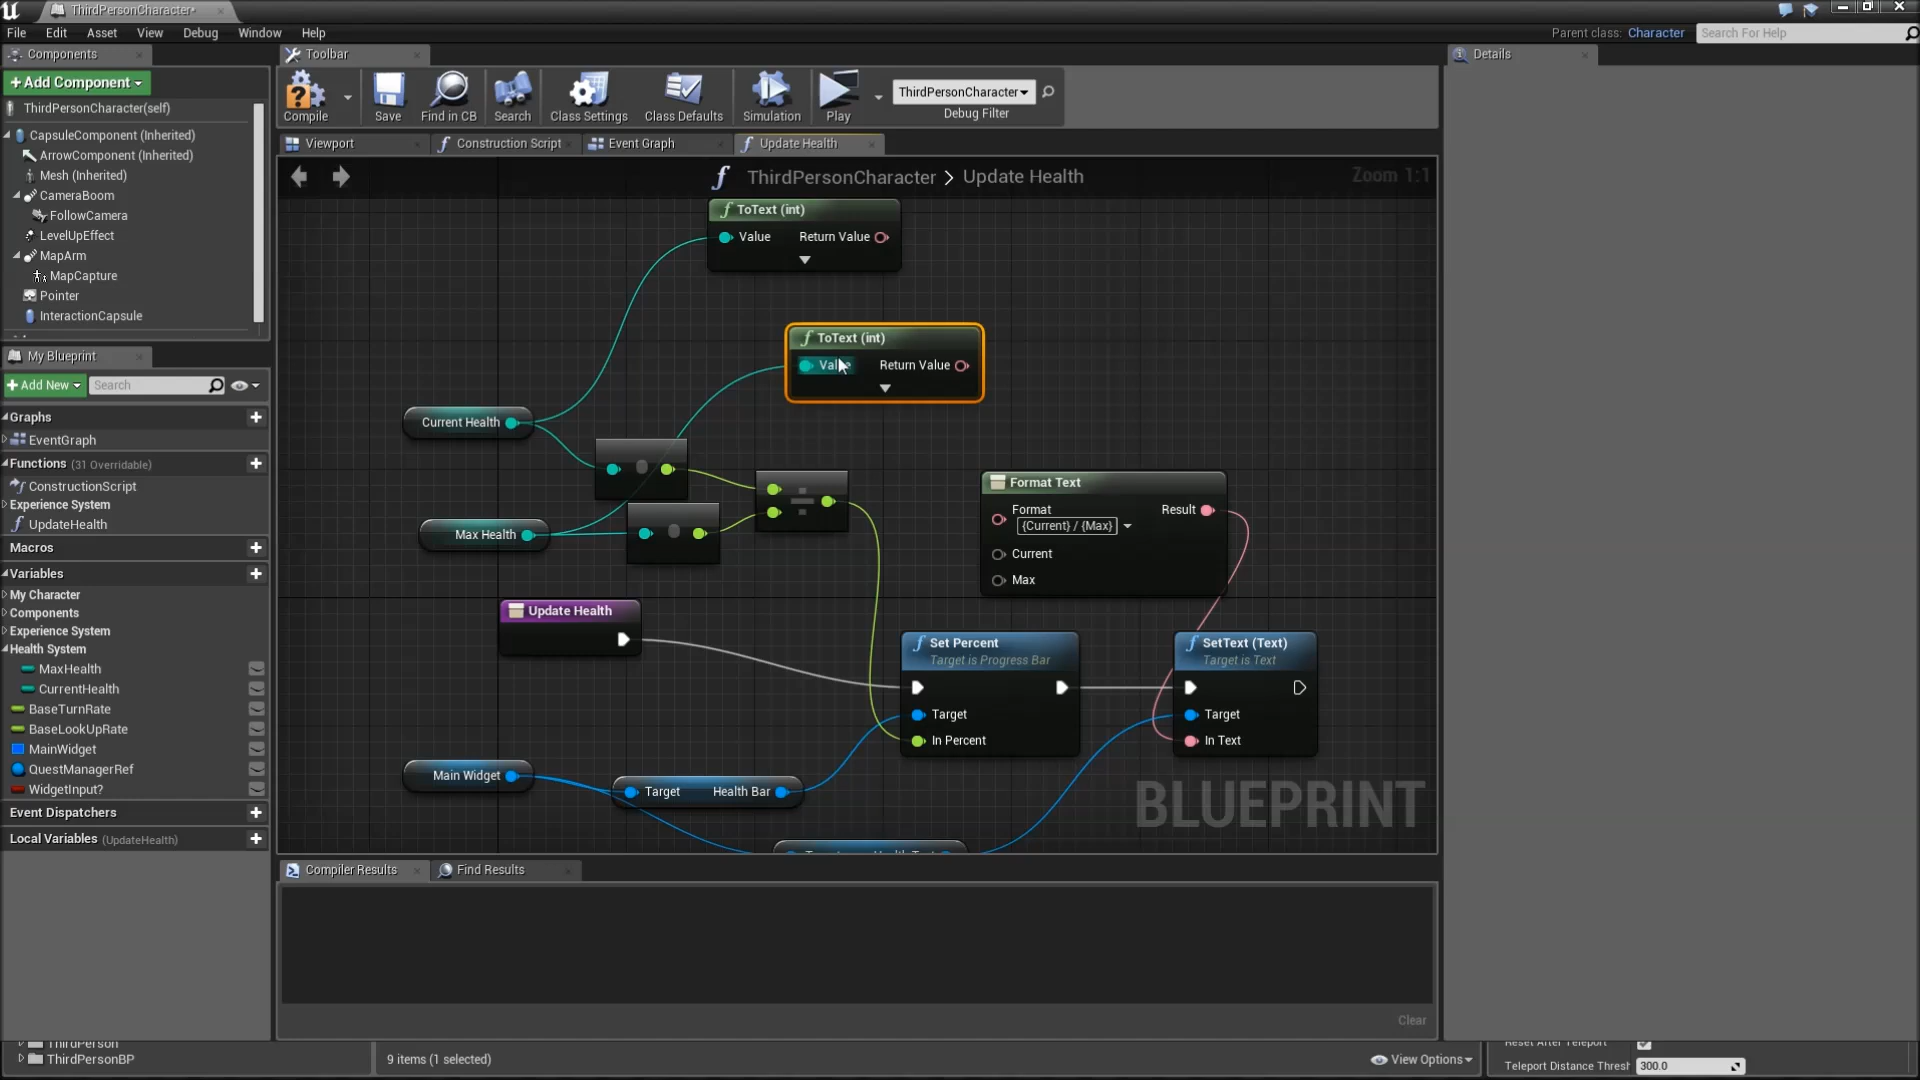 ThirdPersonCharacter*
File Edit Asset View Debug Window Help
Parent class: Character
Search For Help
Components
Toolbar
Details
+Add Component
ThirdPersonCharacter(self)
CapsuleComponent (Inherited)
ArrowComponent (Inherited)
Mesh (Inherited)
CameraBoom
FollowCamera
LevelUpEffect
MapArm
MapCapture
Pointer
InteractionCapsule
Compile
Save
Find in CB
Search
Class Settings
Class Defaults
Simulation
Play
ThirdPersonCharacter
Debug Filter
Viewport
Construction Script
Event Graph
Update Health
ThirdPersonCharacter > Update Health
Zoom 1:1
My Blueprint
+Add New
Search
Graphs
EventGraph
Functions (31 Overridable)
ConstructionScript
Experience System
UpdateHealth
Macros
Variables
My Character
Components
Experience System
Health System
MaxHealth
CurrentHealth
BaseTurnRate
BaseLookUpRate
MainWidget
QuestManagerRef
WidgetInput?
Event Dispatchers
Local Variables (UpdateHealth)
ToText (int)
Value Return Value
ToText (int)
Value Return Value
Current Health
Max Health
Format Text
Format
{Current} / {Max}
Result
Current
Max
Update Health
Set Percent
Target is Progress Bar
Target
In Percent
SetText (Text)
Target is Text
Target
In Text
Main Widget
Target Health Bar
BLUEPRINT
Compiler Results
Find Results
Clear
ThirdPerson
ThirdPersonBP
9 items (1 selected)
View Options
Reset After Teleport
Teleport Distance Thresh
300.0